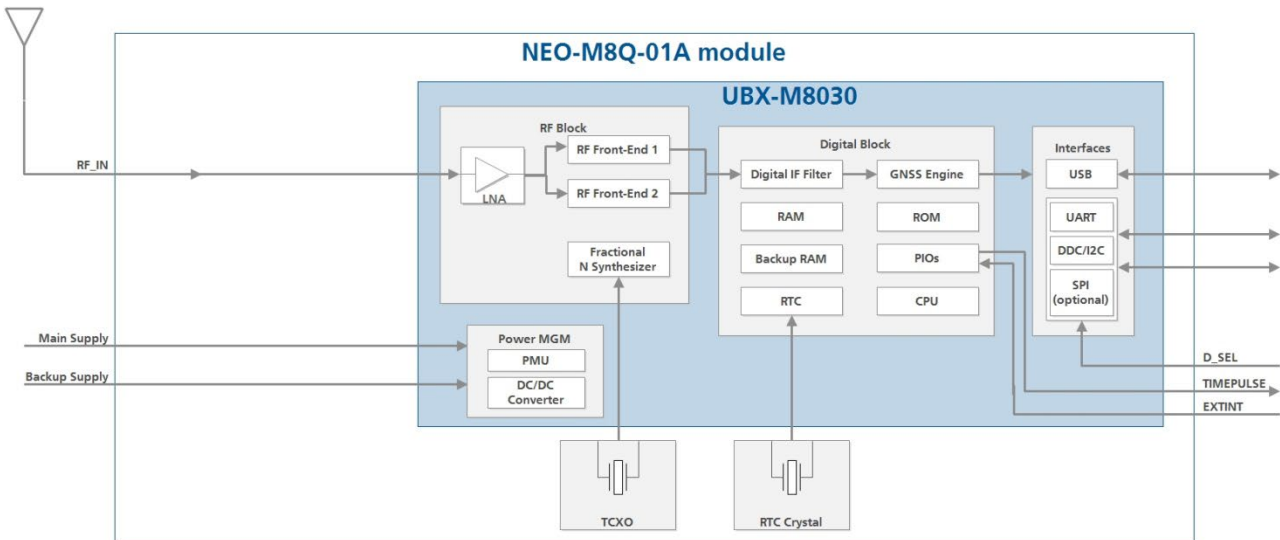 NEO-M8Q-01A module
UBX-M8030
RF Block
RF_IN
LNA
RF Front-End 1
RF Front-End 2
Fractional
N Synthesizer
Digital Block
Digital IF Filter
GNSS Engine
RAM
ROM
Backup RAM
PIOs
RTC
CPU
Interfaces
USB
UART
DDC/I2C
SPI
(optional)
Main Supply
Backup Supply
Power MGM
PMU
DC/DC
Converter
D_SEL
TIMEPULSE
EXTINT
TCXO
RTC Crystal